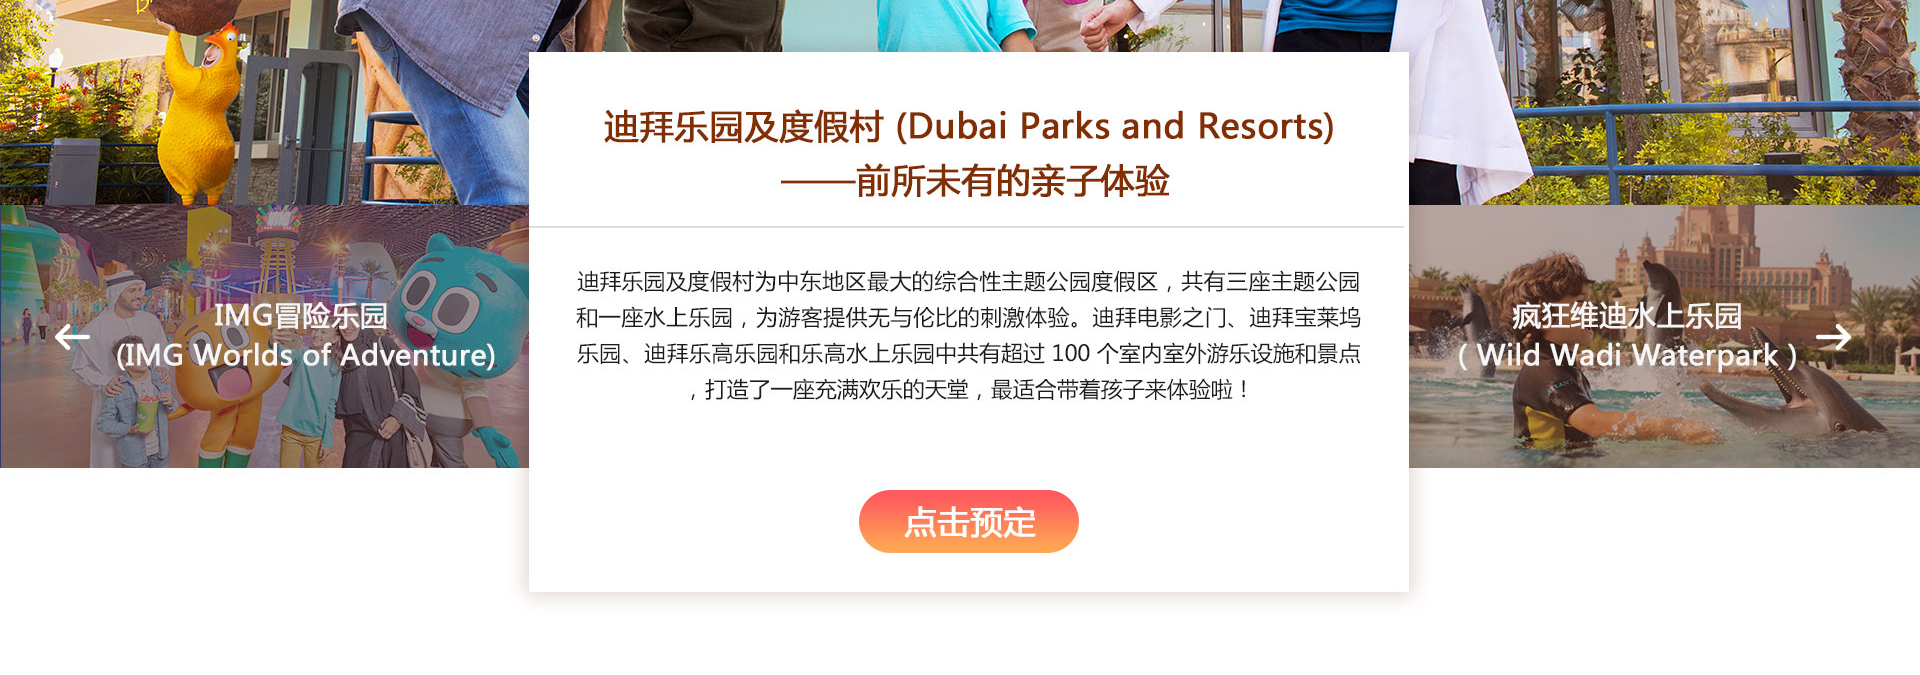 迪拜乐园及度假村 (Dubai Parks and Resorts)
——前所未有的亲子体验
迪拜乐园及度假村为中东地区最大的综合性主题公园度假区，共有三座主题公园
和一座水上乐园，为游客提供无与伦比的刺激体验。迪拜电影之门、迪拜宝莱坞
乐园、迪拜乐高乐园和乐高水上乐园中共有超过 100 个室内室外游乐设施和景点
，打造了一座充满欢乐的天堂，最适合带着孩子来体验啦！
点击预定
IMG冒险乐园
(IMG Worlds of Adventure)
疯狂维迪水上乐园
( Wild Wadi Waterpark )